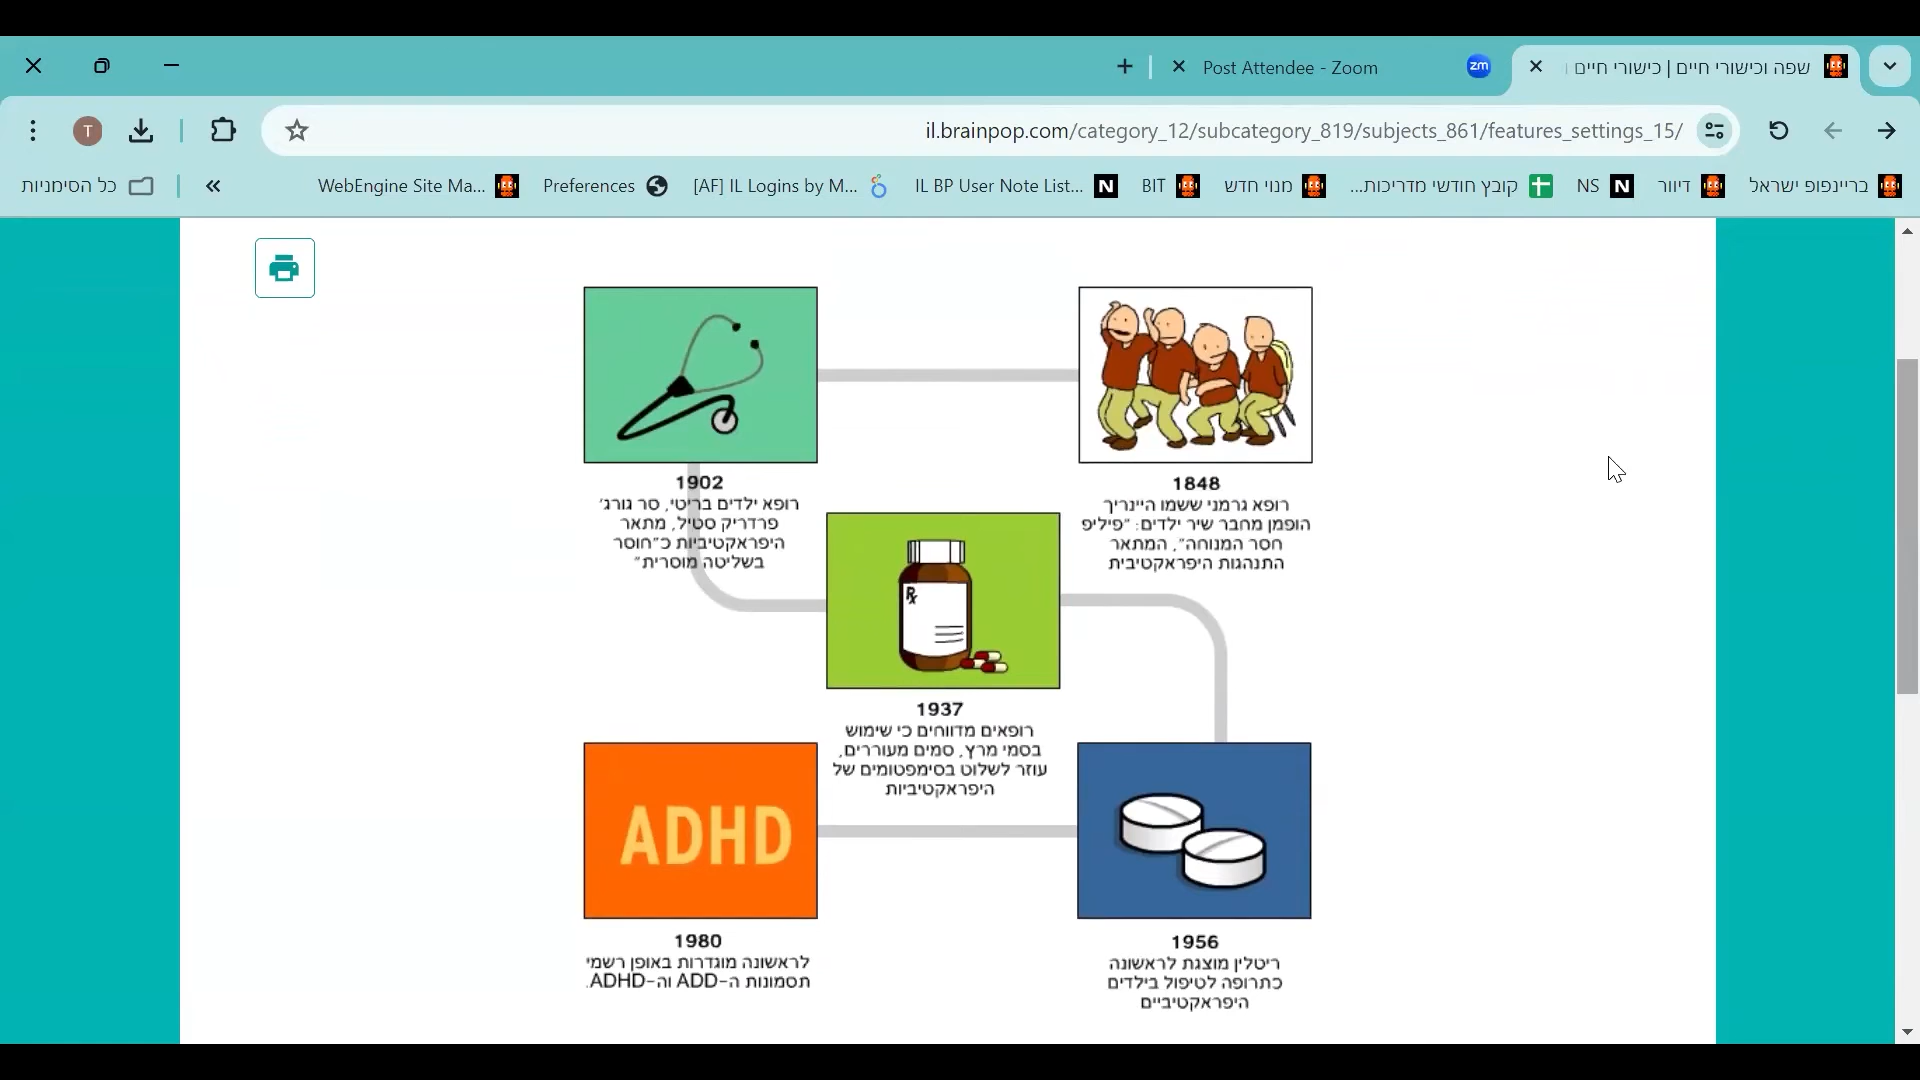 שפה וכישורי חיים | כישורי חיים ו
Post Attendee - Zoom
zm
il.brainpop.com/category_12/subcategory_819/subjects_861/features_settings_15/
T
בריינפופ ישראל
דיוור
NS
קובץ חודשי מדריכות...
מנוי חדש
BIT
IL BP User Note List...
[AF] IL Logins by M...
Preferences
WebEngine Site Ma...
כל הסימניות
1848
רופא גרמני ששמו היינריך
הופמן מחבר שיר ילדים: "פיליפ
חסר המנוחה", המתאר
התנהגות היפראקטיבית
1902
רופא ילדים בריטי, סר גורג'
פרדריק סטיל, מתאר
היפראקטיביות כ"חוסר
בשליטה מוסרית"
Rx
1937
רופאים מדווחים כי שימוש
בסמי מרץ, סמים מעוררים,
עוזר לשלוט בסימפטומים של
היפראקטיביות
1956
ריטלין מוצגת לראשונה
כתרופה לטיפול בילדים
היפראקטיביים
ADHD
1980
לראשונה מוגדרות באופן רשמי
תסמונות ה-ADD וה-ADHD.